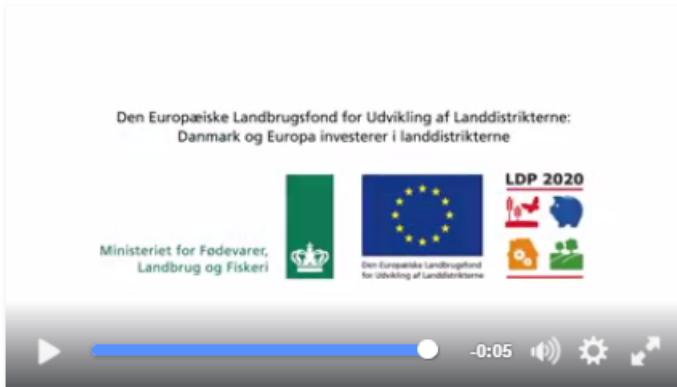 Den Europæiske Landbrugsfond for Udvikling af Landdistrikterne:
Danmark og Europa investerer i landdistrikterne
LDP 2020
Ministeriet for Fødevarer,
Landbrug og Fiskeri
Den Europæiske Landbrugsfond
for Udvikling af Landdistrikterne
-0:05